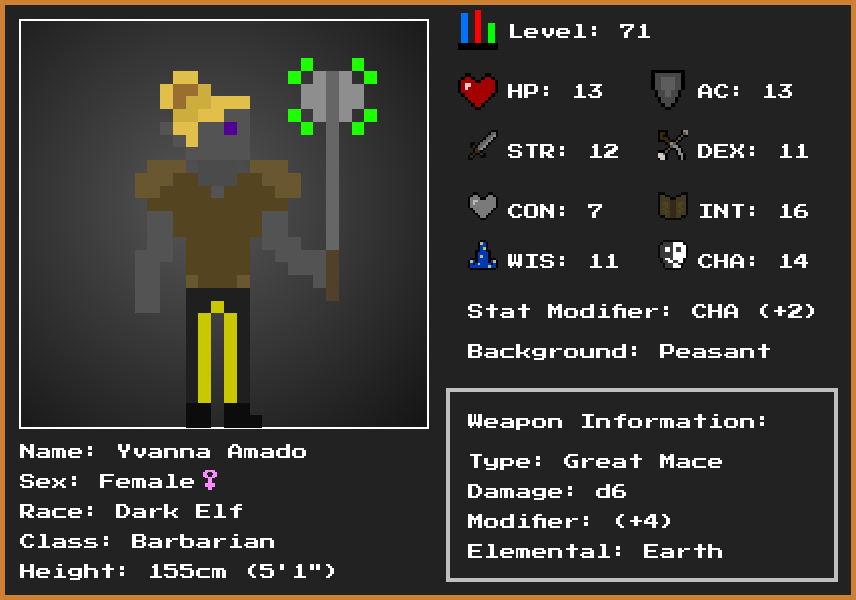 Level: 71
HP: 13
AC: 13
STR: 12
DEX: 11
CON: 7
INT: 16
WIS: 11
CHA: 14
Stat Modifier: CHA (+2)
Background: Peasant
Weapon Information:
Type: Great Mace
Damage: d6
Modifier: (+4)
Elemental: Earth
Name: Yvanna Amado
Sex: Female♀
Race: Dark Elf
Class: Barbarian
Height: 155cm (5'1")